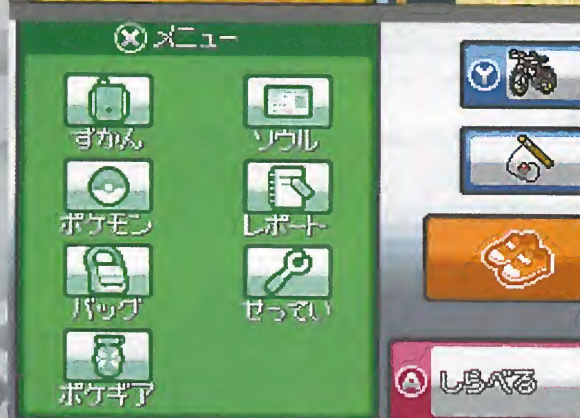 Ⓧメニュー
ずかん
ポケモン
バッグ
ポケギア
ソウル
レポート
せってい
Ⓨ
Ⓐ しらべる